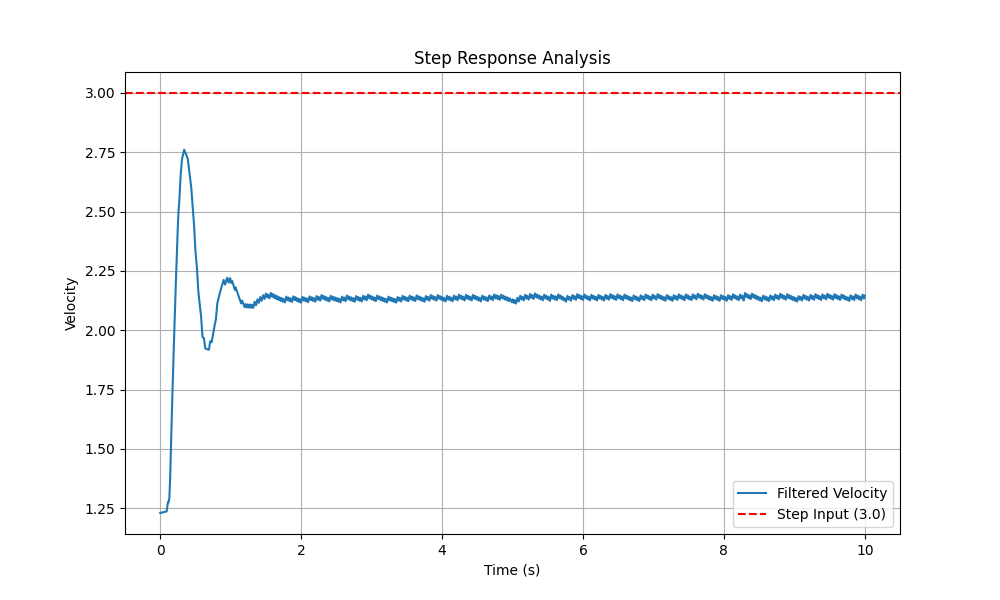 Step Response Analysis
3.00
2.75
2.50
2.25
2.00
1.75
1.50
1.25
Velocity
0 2 4 6 8 10
Time (s)
Filtered Velocity
Step Input (3.0)